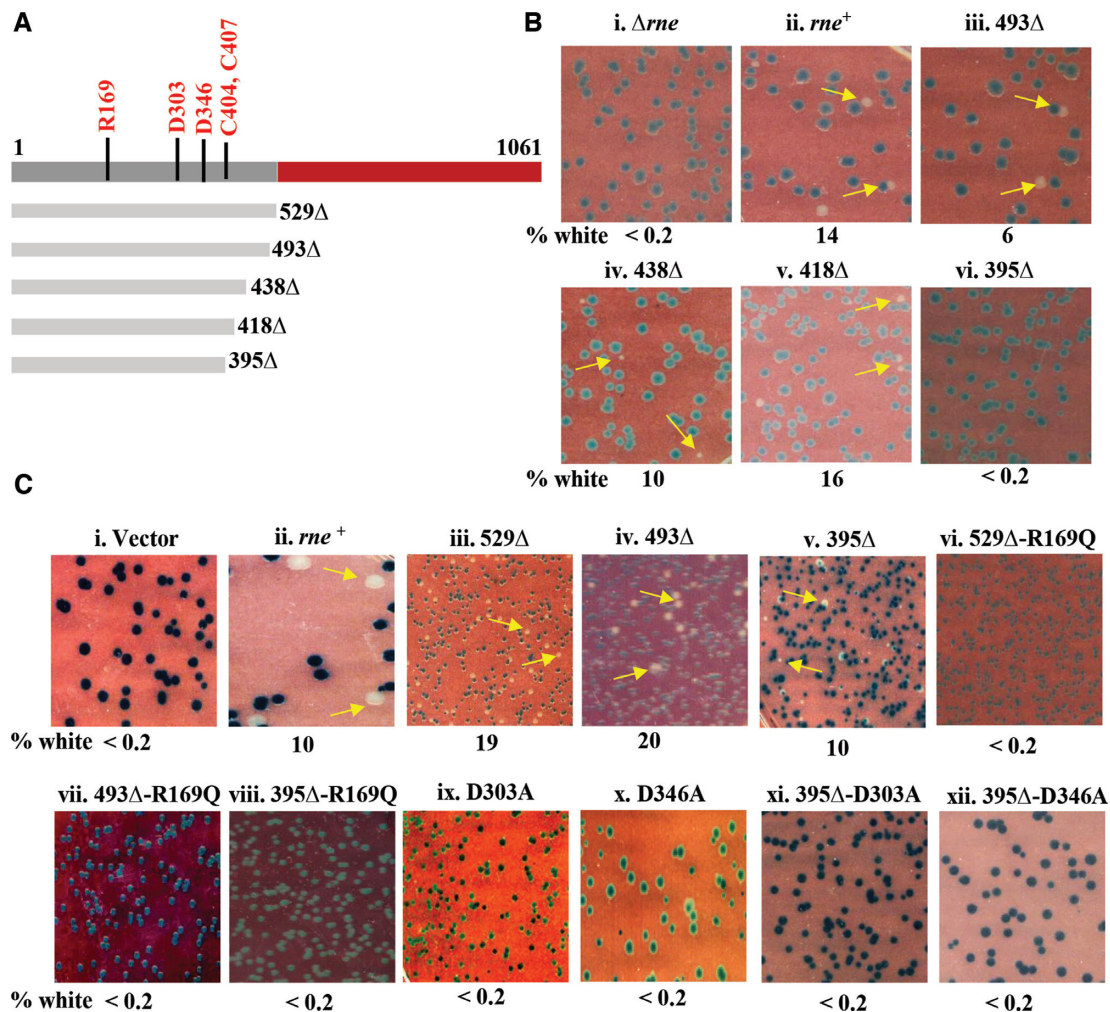 A
R169
D303
D346
C404, C407
1
1061
529Δ
493Δ
438Δ
418Δ
395Δ
B
i. Δrne
ii. rne+
iii. 493Δ
% white < 0.2
14
6
iv. 438Δ
v. 418Δ
vi. 395Δ
% white 10
16
< 0.2
C
i. Vector
ii. rne +
iii. 529Δ
iv. 493Δ
v. 395Δ
vi. 529Δ-R169Q
% white < 0.2
10
19
20
10
< 0.2
vii. 493Δ-R169Q
viii. 395Δ-R169Q
ix. D303A
x. D346A
xi. 395Δ-D303A
xii. 395Δ-D346A
% white < 0.2
< 0.2
< 0.2
< 0.2
< 0.2
< 0.2